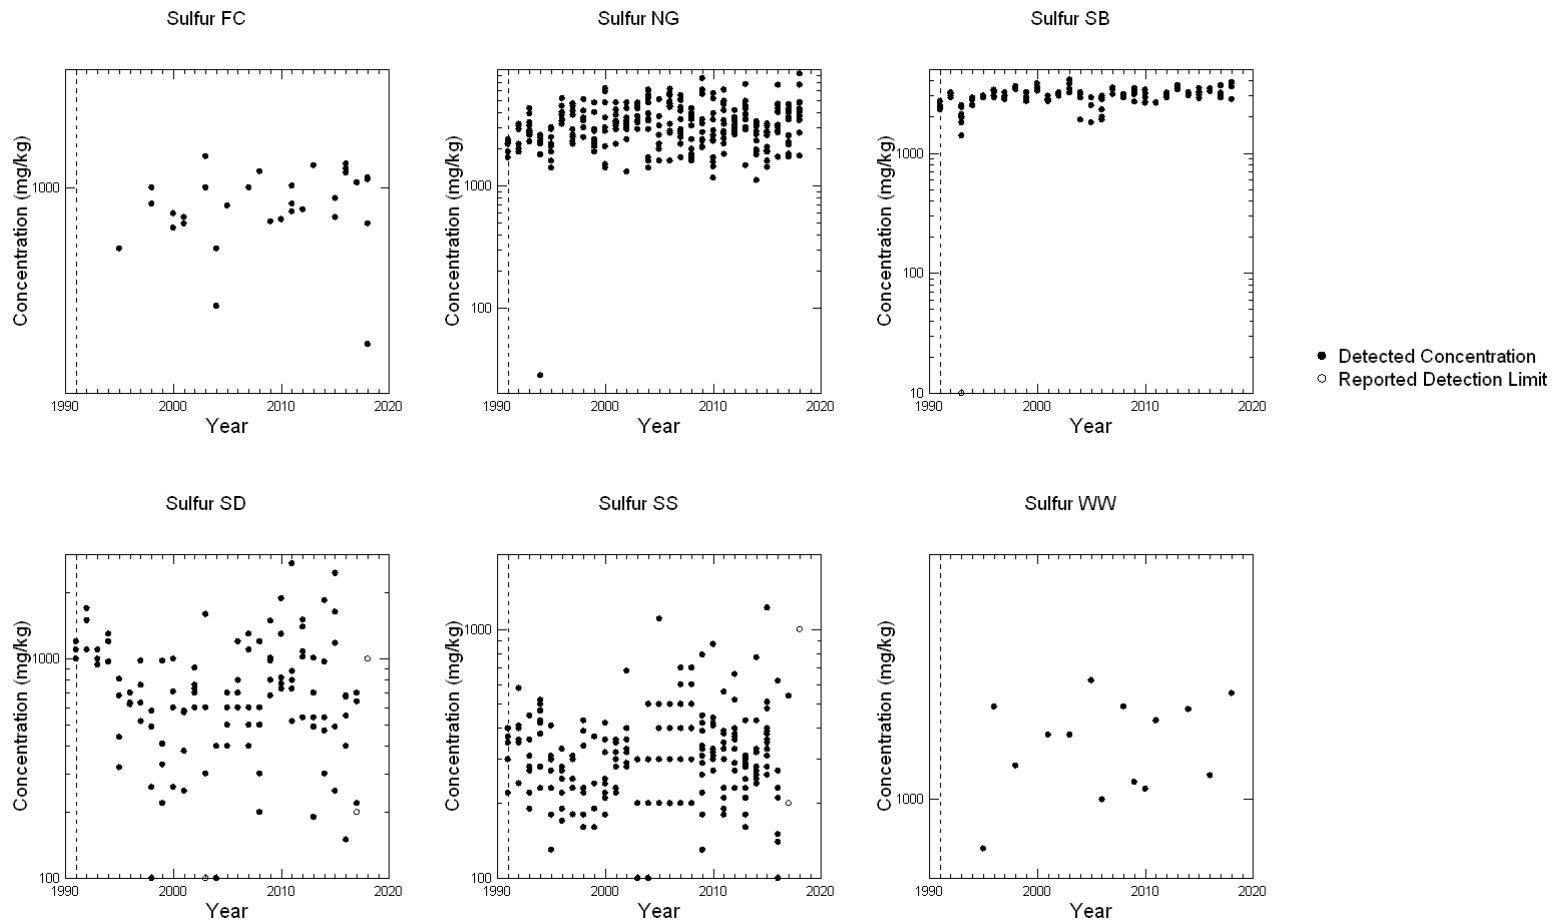 Sulfur FC
Sulfur NG
Sulfur SB
Concentration (mg/kg)
1000
1990
2000
2010
2020
Year
Concentration (mg/kg)
1000
100
1990
2000
2010
2020
Year
Concentration (mg/kg)
1000
100
10
1990
2000
2010
2020
Year
Detected Concentration
Reported Detection Limit
Sulfur SD
Sulfur SS
Sulfur WW
Concentration (mg/kg)
1000
100
1990
2000
2010
2020
Year
Concentration (mg/kg)
1000
100
1990
2000
2010
2020
Year
Concentration (mg/kg)
1000
1990
2000
2010
2020
Year